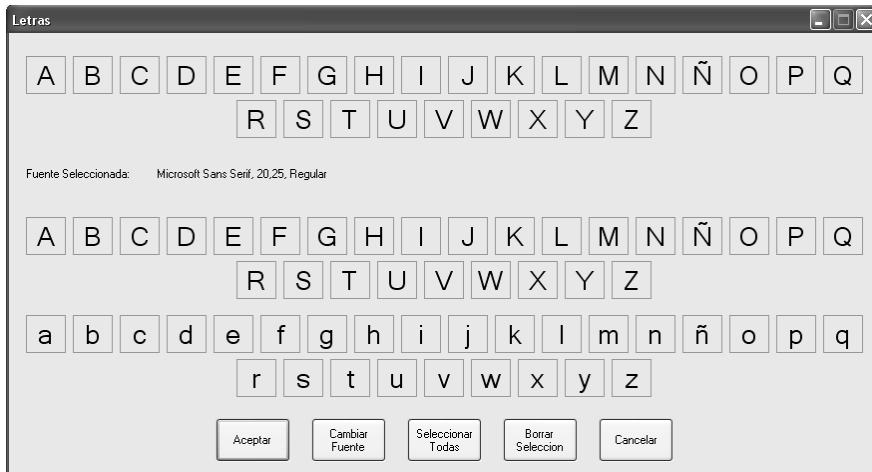 Letras
A B C D E F G H I J K L M N Ñ O P Q
R S T U V W X Y Z
Fuente Seleccionada: Microsoft Sans Serif, 20,25, Regular
A B C D E F G H I J K L M N Ñ O P Q
R S T U V W X Y Z
a b c d e f g h i j k l m n ñ o p q
r s t u v w x y z
Aceptar
Cambiar
Fuente
Seleccionar
Todas
Borrar
Seleccion
Cancelar